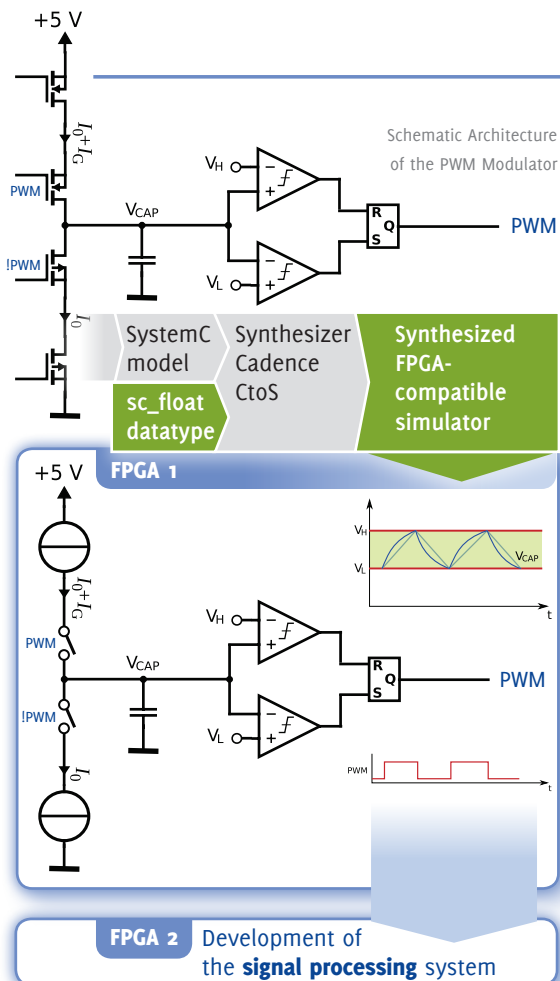 +5 V
I0+IG
Schematic Architecture
of the PWM Modulator
VH
−
+
PWM
VCAP
R
Q
S
PWM
!PWM
−
+
VL
I0
SystemC
model
Synthesizer
Cadence
CtoS
Synthesized
FPGA-
compatible
simulator
sc_float
datatype
FPGA 1
+5 V
VH
VCAP
VL
t
I0+IG
VH
−
+
PWM
VCAP
R
Q
S
PWM
!PWM
−
+
VL
I0
PWM
t
FPGA 2
Development of
the signal processing system